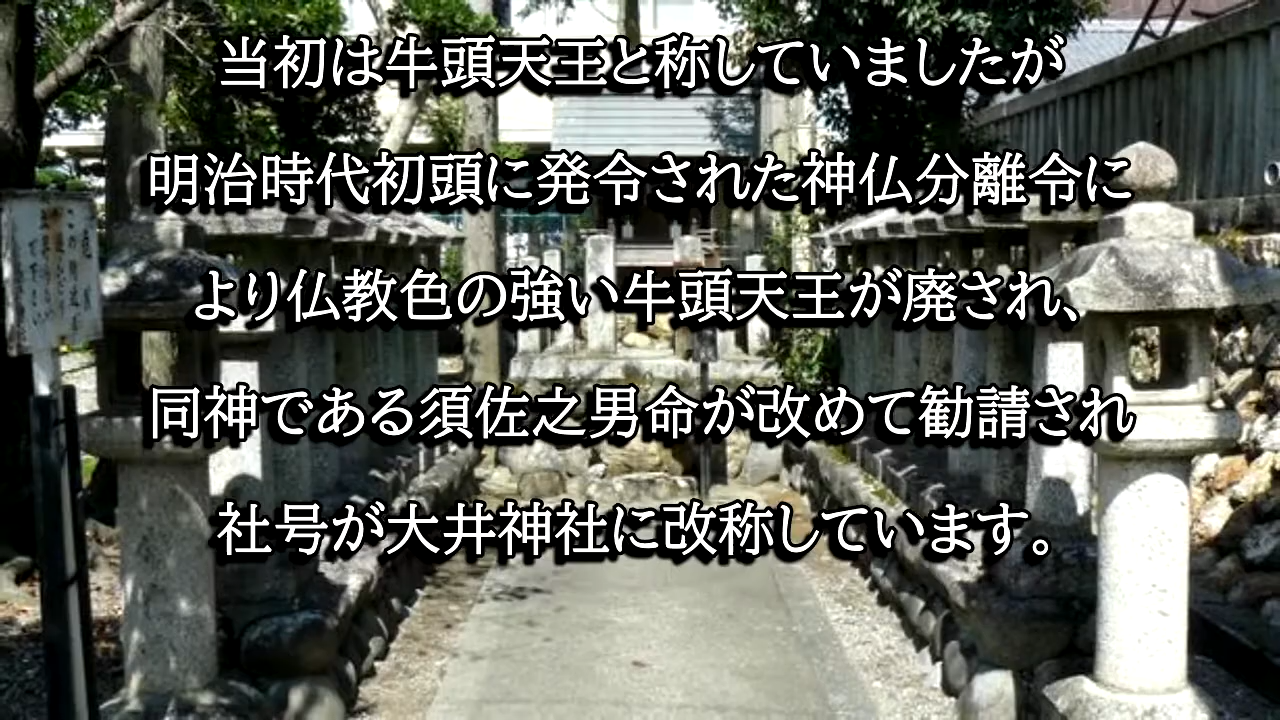 当初は牛頭天王と称していましたが
明治時代初頭に発令された神仏分離令に
より仏教色の強い牛頭天王が廃され、
同神である須佐之男命が改めて勧請され
社号が大井神社に改称しています。